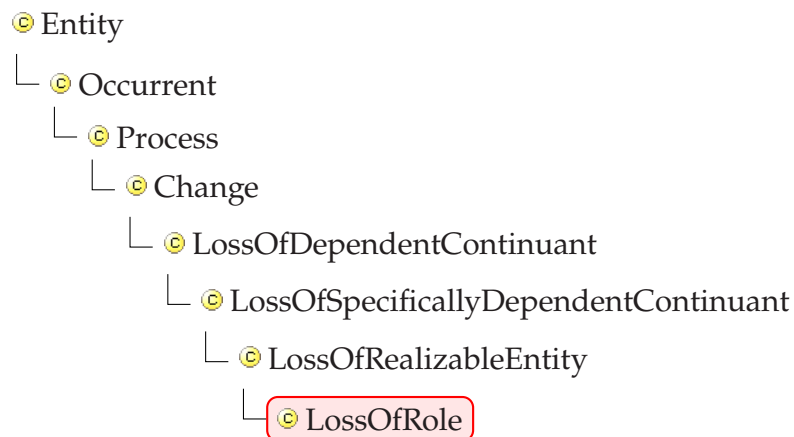 Entity
Occurrent
Process
Change
LossOfDependentContinuant
LossOfSpecificallyDependentContinuant
LossOfRealizableEntity
LossOfRole